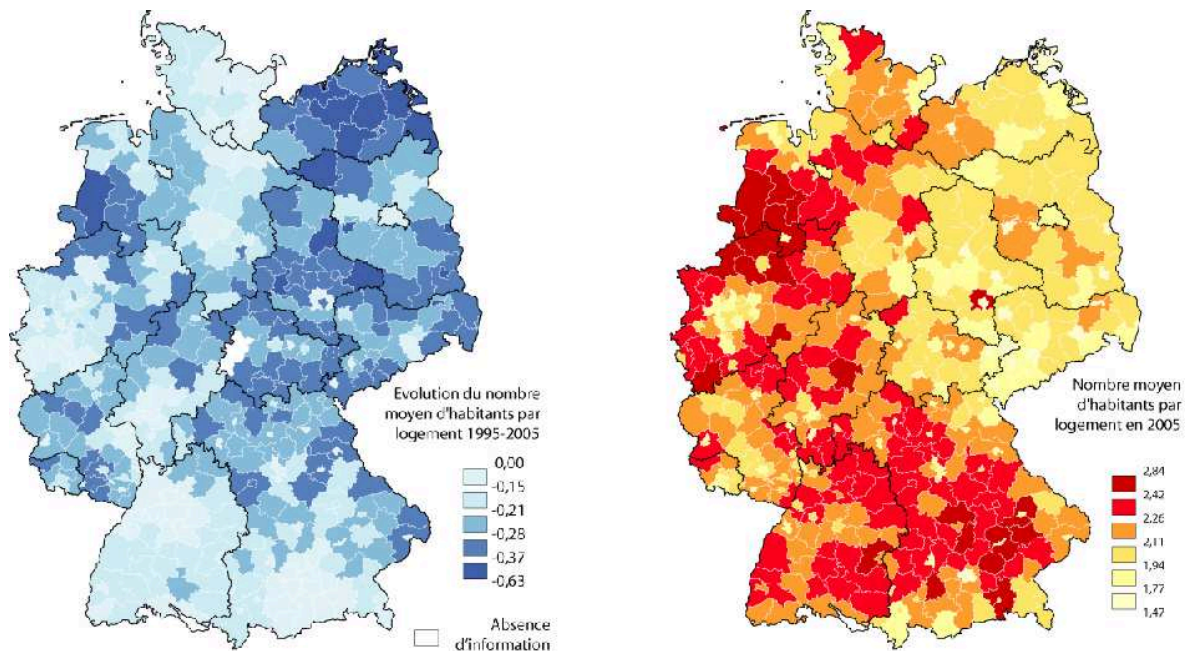 Evolution du nombre
moyen d'habitants par
logement 1995-2005
0,00
-0,15
-0,21
-0,28
-0,37
-0,63
Absence
d'information
Nombre moyen
d'habitants par
logement en 2005
2,84
2,42
2,26
2,11
1,94
1,77
1,47